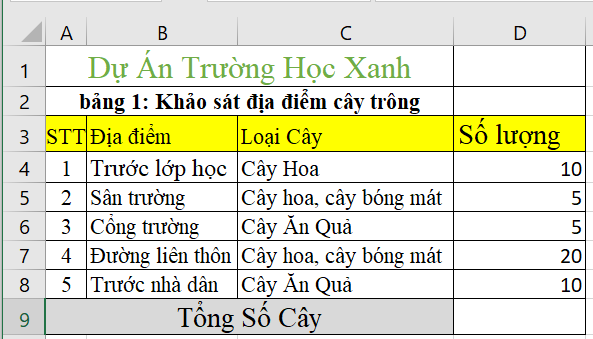 A B C D
1 Dự Án Trường Học Xanh
2 bảng 1: Khảo sát địa điểm cây trông
3 STT Địa điểm Loại Cây Số lượng
4 1 Trước lớp học Cây Hoa 10
5 2 Sân trường Cây hoa, cây bóng mát 5
6 3 Cổng trường Cây Ăn Quả 5
7 4 Đường liên thôn Cây hoa, cây bóng mát 20
8 5 Trước nhà dân Cây Ăn Quả 10
9 Tổng Số Cây